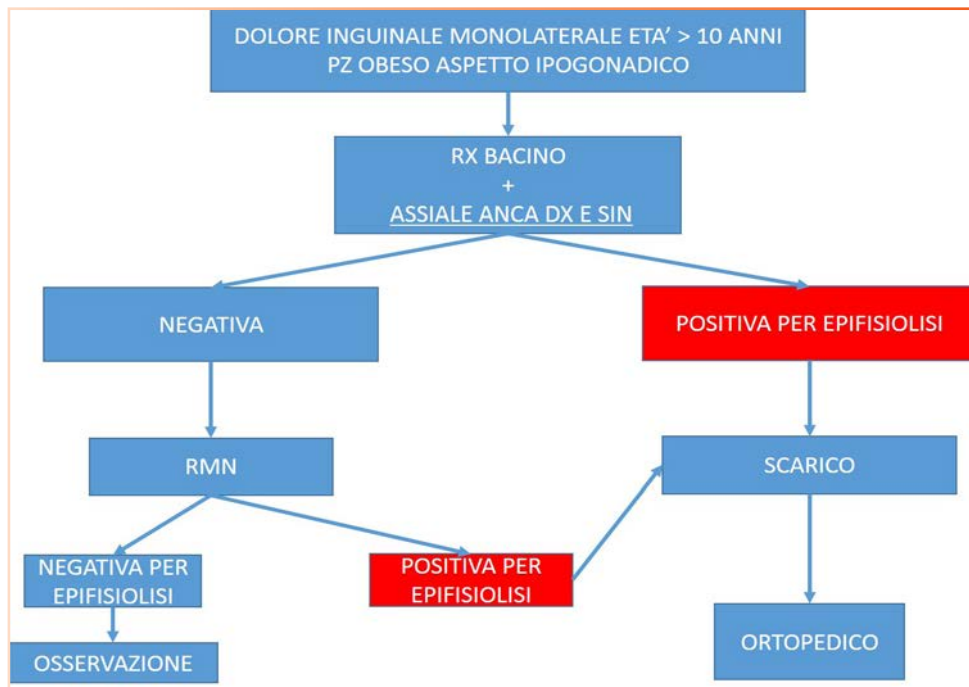 DOLORE INGUINALE MONOLATERALE ETA’ > 10 ANNI
PZ OBESO ASPETTO IPOGONADICO
RX BACINO
+
ASSIALE ANCA DX E SIN
NEGATIVA
POSITIVA PER EPIFISIOLISI
RMN
SCARICO
NEGATIVA PER
EPIFISIOLISI
POSITIVA PER
EPIFISIOLISI
OSSERVAZIONE
ORTOPEDICO